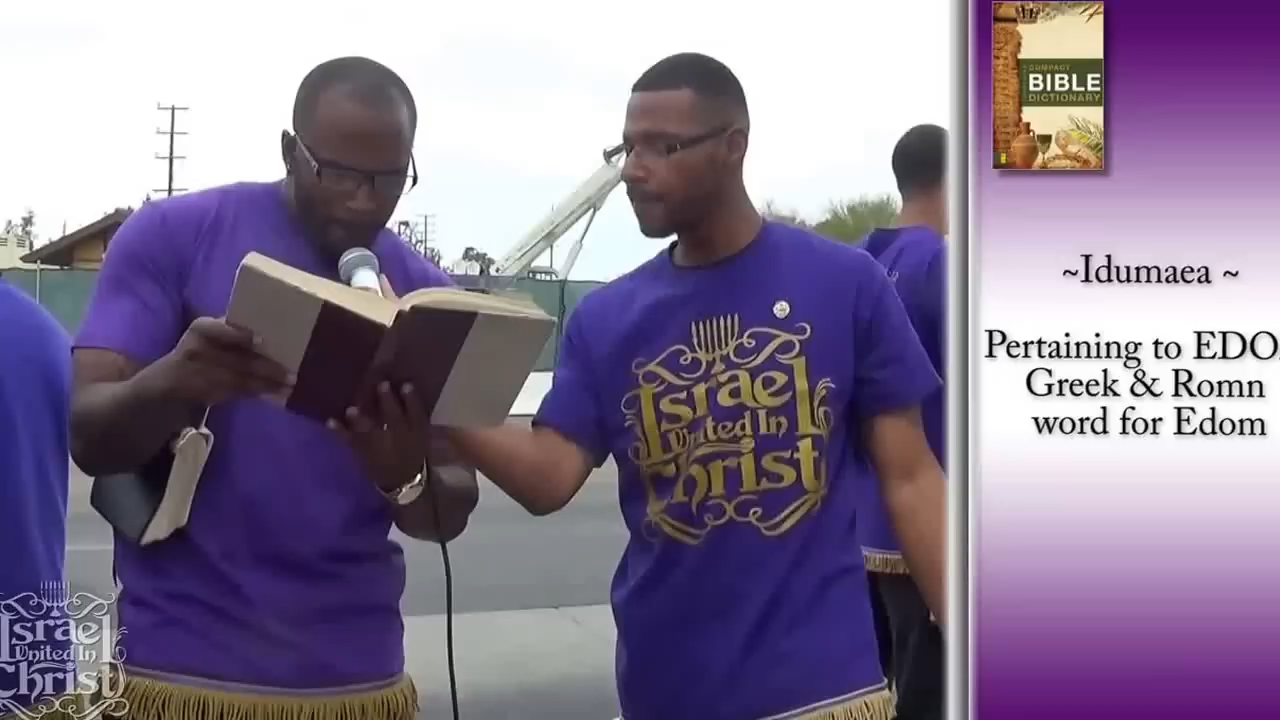 COMPACT
BIBLE
DICTIONARY
~Idumaea ~
Pertaining to EDO
Greek & Romn
word for Edom
Israel
United In
Christ
Israel
United In
Christ